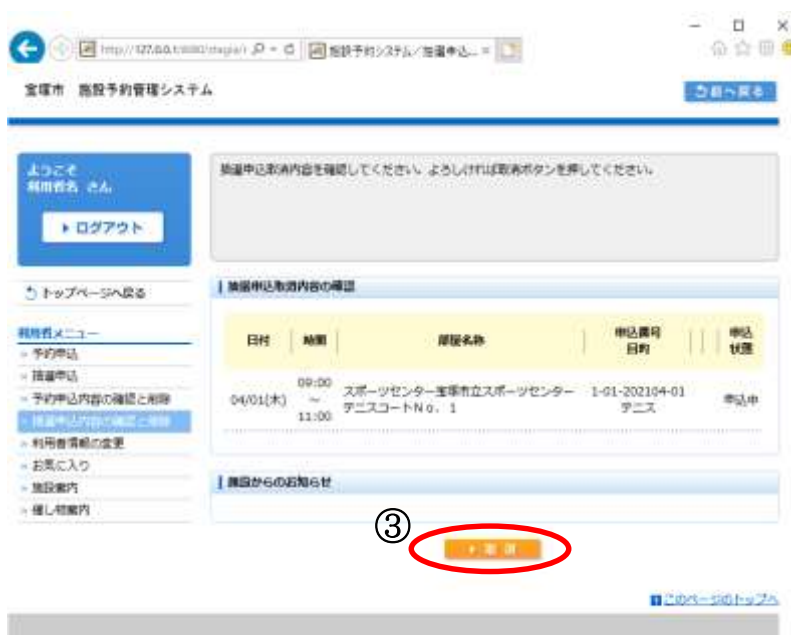 施設予約システム/抽選申込...
宝塚市 施設予約管理システム
前へ戻る
ようこそ
利用者名 さん
ログアウト
抽選申込取消内容を確認してください。よろしければ取消ボタンを押してください。
トップページへ戻る
利用者メニュー
予約申込
抽選申込
予約申込内容の確認と削除
抽選申込内容の確認と削除
利用者情報の変更
お気に入り
施設案内
催し物案内
抽選申込取消内容の確認
日付 時間 部屋名称 申込番号 目的 申込状態
04/01(木) 09:00 ~ 11:00 スポーツセンター宝塚市立スポーツセンター テニスコートNo.1 1-01-202104-01 テニス 申込中
施設からのお知らせ
③
取消
このページのトップへ